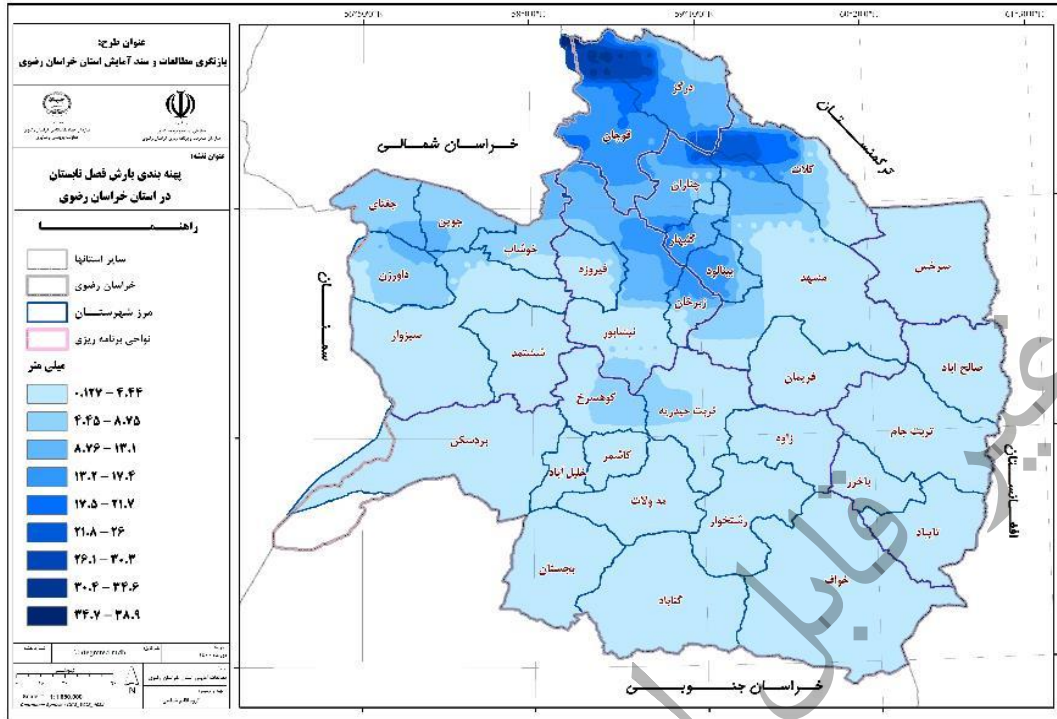 عنوان طرح:
بازنگری مطالعات و سند آمایش استان خراسان رضوی
عنوان نقشه:
پهنه بندی بارش فصل تابستان
در استان خراسان رضوی
راهنما
سایر استانها
خراسان رضوی
مرز شهرستان
نواحی برنامه ریزی
میلی متر
۰.۱۲۷ – ۴.۴۴
۴.۴۵ – ۸.۷۵
۸.۷۶ – ۱۳.۱
۱۳.۲ – ۱۷.۴
۱۷.۵ – ۲۱.۷
۲۱.۸ – ۲۶
۲۶.۱ – ۳۰.۳
۳۰.۴ – ۳۴.۶
۳۴.۷ – ۳۸.۹
N
خراسان شمالی
ترکمنستان
سمنان
افغانستان
خراسان جنوبی
درگز
قوچان
کلات
چناران
جغتای
جوین
خوشاب
گلبهار
بینالود
داورزن
فیروزه
مشهد
سرخس
زبرخان
سبزوار
نیشابور
ششتمد
فریمان
صالح آباد
کوهسرخ
تربت حیدریه
تربت جام
بردسکن
زاوه
کاشمر
خلیل آباد
باخرز
مه ولات
رشتخوار
تایباد
بجستان
گناباد
خواف
غیر قابل